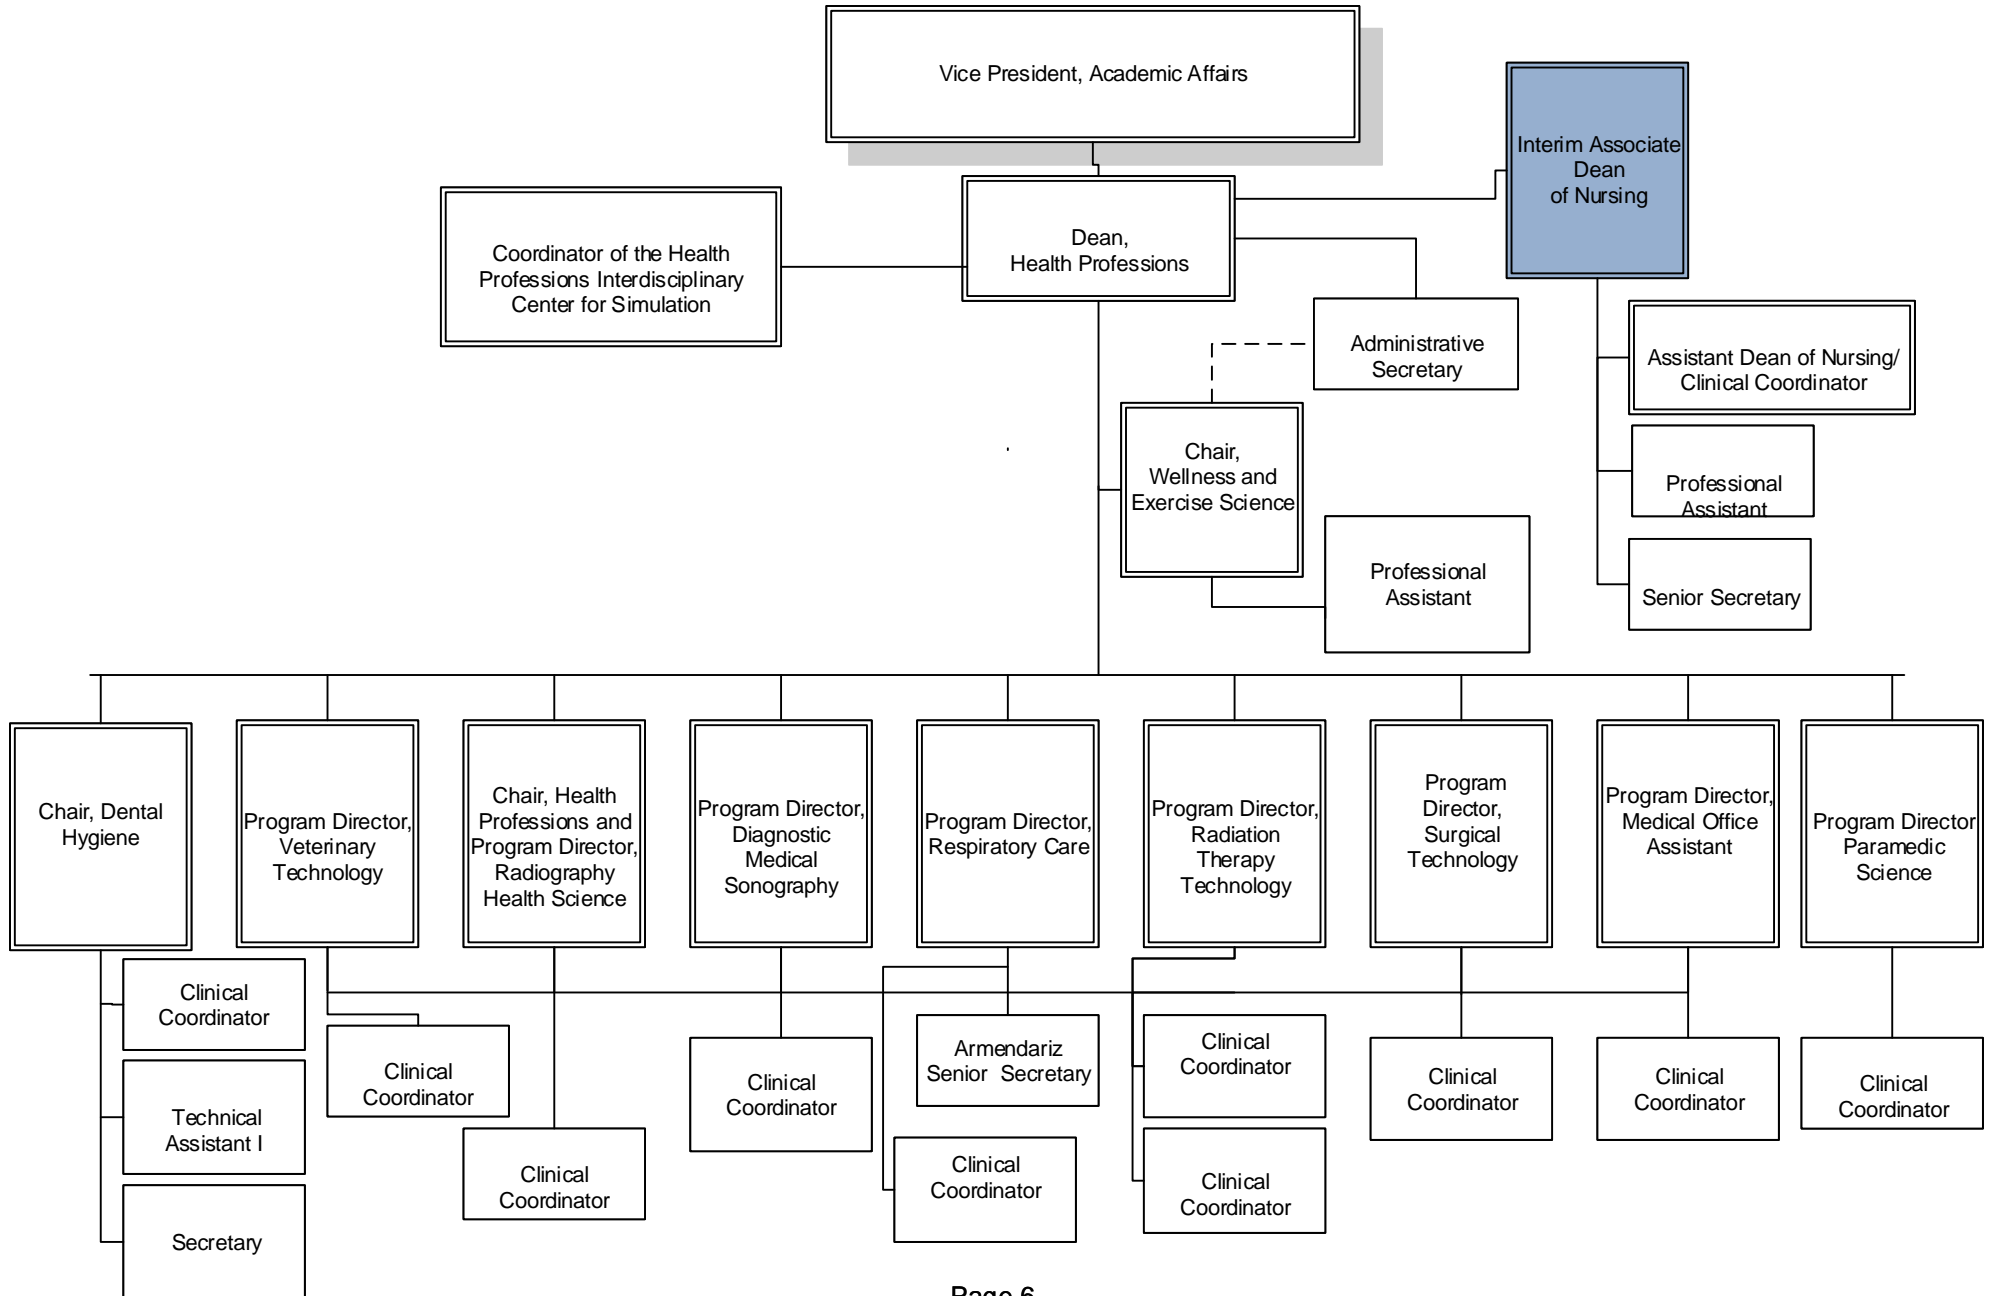 Vice President, Academic Affairs
Interim Associate
Dean
of Nursing
Dean,
Health Professions
Coordinator of the Health
Professions Interdisciplinary
Center for Simulation
Administrative
Secretary
Assistant Dean of Nursing/
Clinical Coordinator
Chair,
Wellness and
Exercise Science
Professional
Assistant
Professional
Assistant
Senior Secretary
Chair, Dental
Hygiene
Program Director,
Veterinary
Technology
Chair, Health
Professions and
Program Director,
Radiography
Health Science
Program Director,
Diagnostic
Medical
Sonography
Program Director,
Respiratory Care
Program Director,
Radiation
Therapy
Technology
Program
Director,
Surgical
Technology
Program Director,
Medical Office
Assistant
Program Director
Paramedic
Science
Clinical
Coordinator
Technical
Assistant I
Secretary
Clinical
Coordinator
Clinical
Coordinator
Clinical
Coordinator
Armendariz
Senior Secretary
Clinical
Coordinator
Clinical
Coordinator
Clinical
Coordinator
Clinical
Coordinator
Clinical
Coordinator
Clinical
Coordinator
Page 6